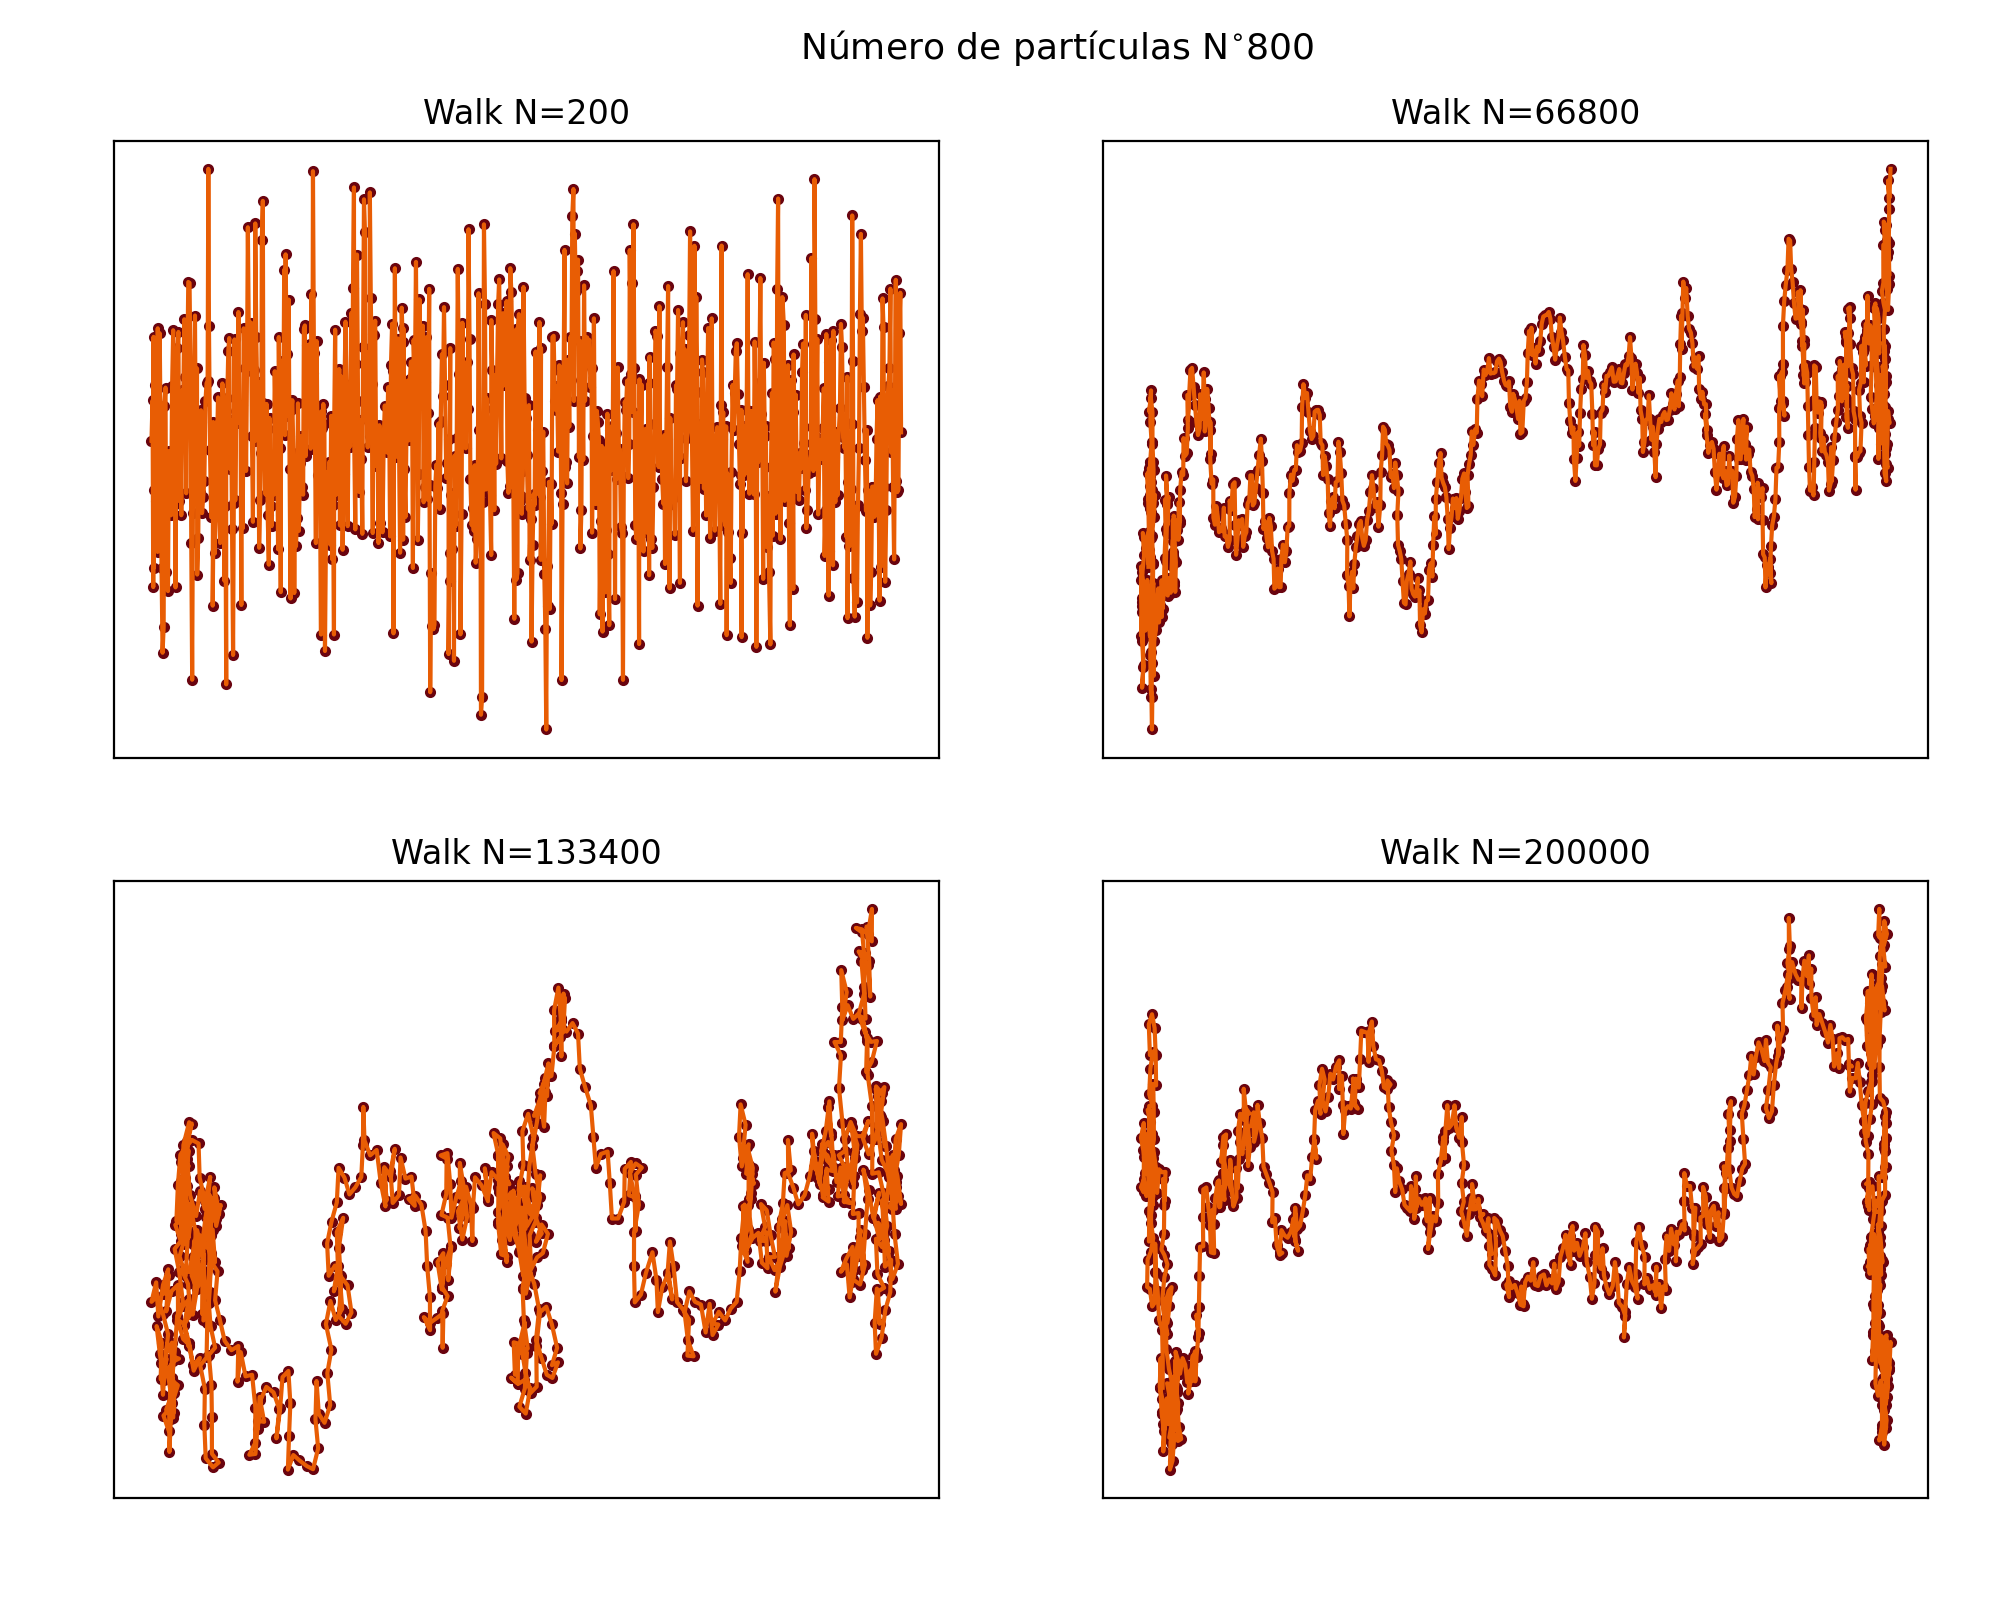 Número de partículas N°800
Walk N=200
Walk N=66800
Walk N=133400
Walk N=200000